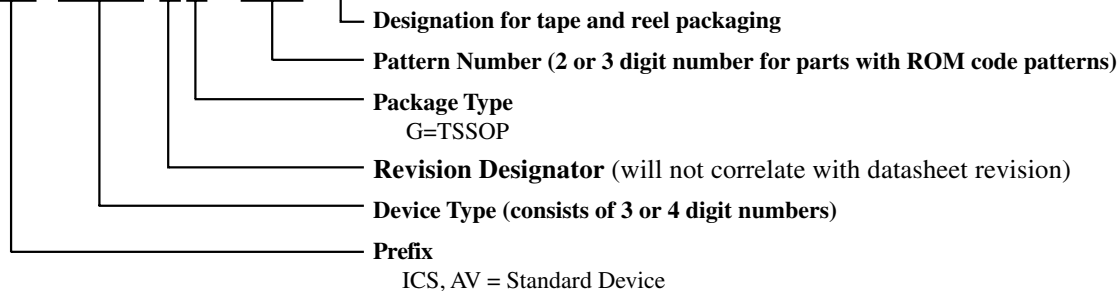 Designation for tape and reel packaging
Pattern Number (2 or 3 digit number for parts with ROM code patterns)
Package Type
G=TSSOP
Revision Designator (will not correlate with datasheet revision)
Device Type (consists of 3 or 4 digit numbers)
Prefix
ICS, AV = Standard Device